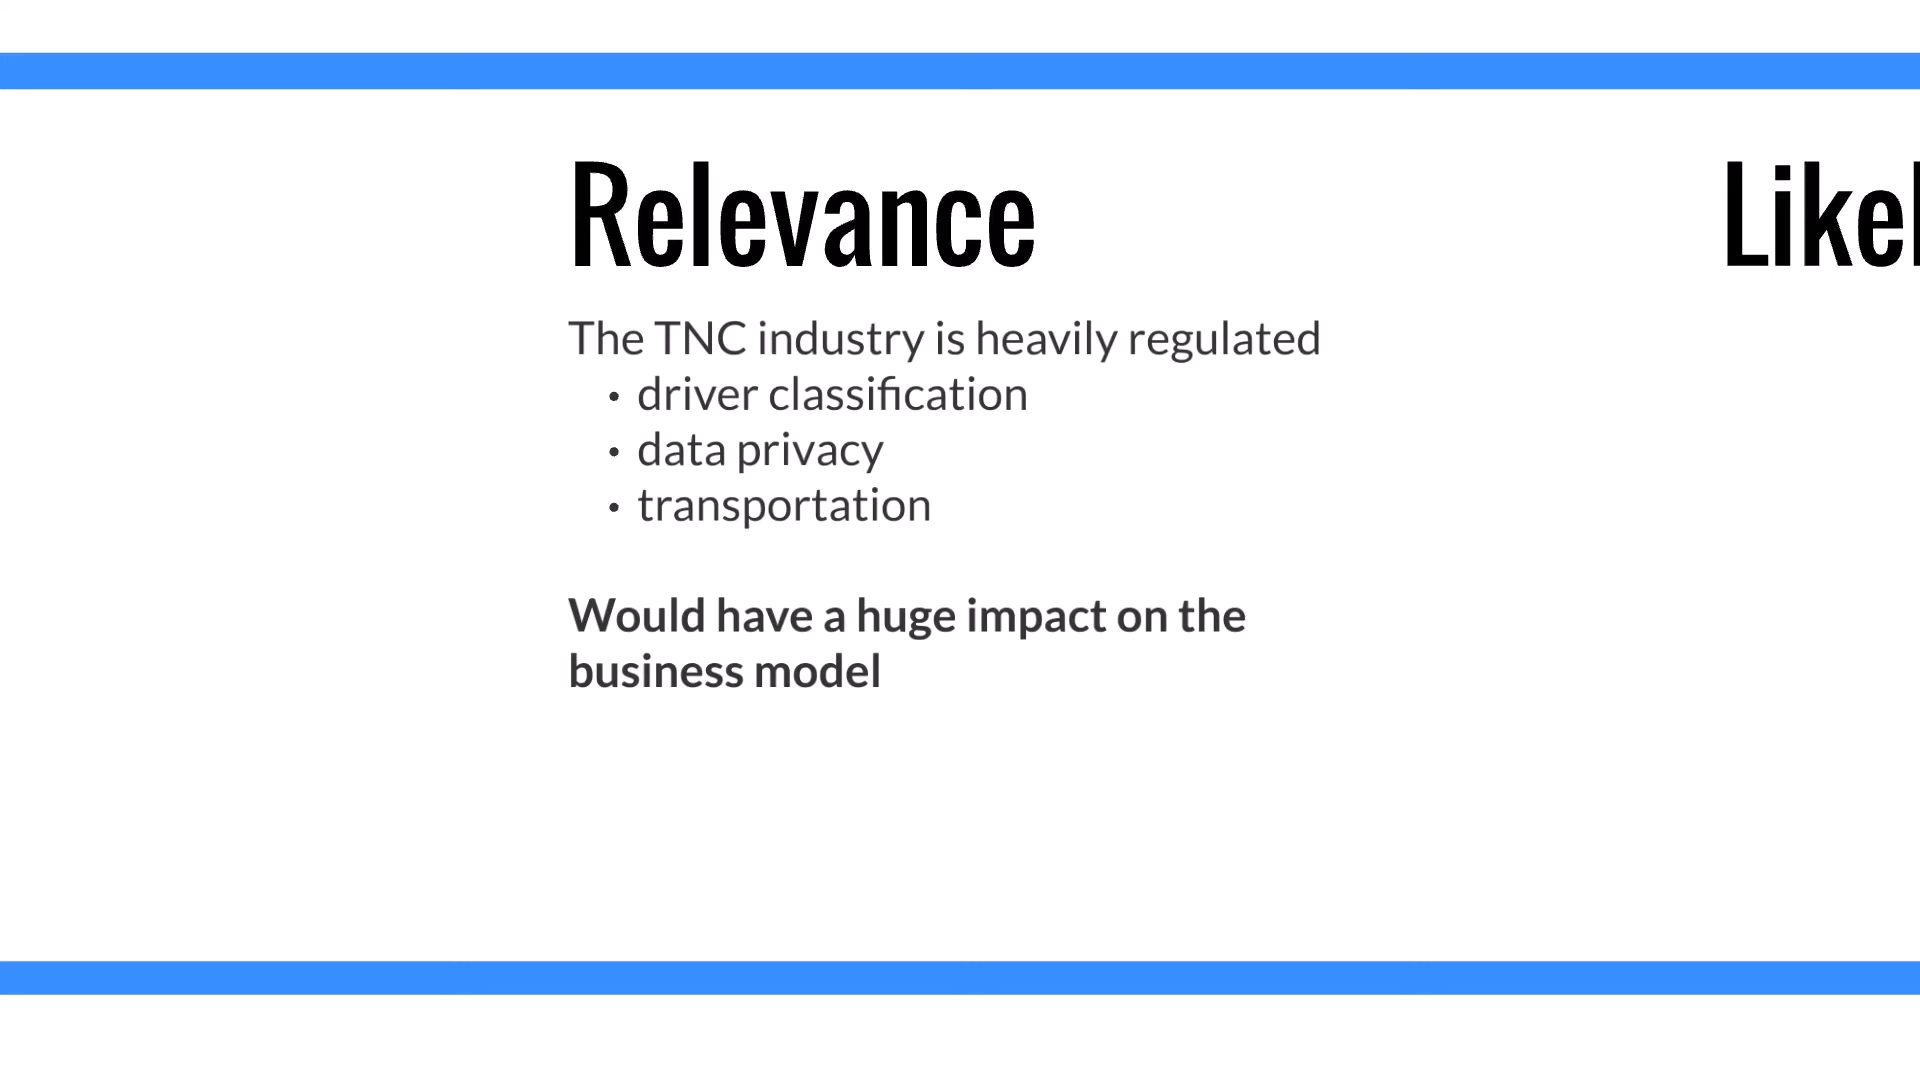 Relevance
Likel
The TNC industry is heavily regulated
• driver classification
• data privacy
• transportation
Would have a huge impact on the
business model